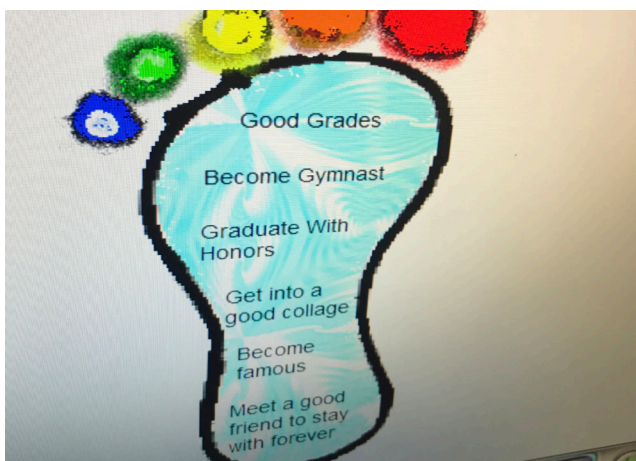 Good Grades
Become Gymnast
Graduate With
Honors
Get into a
good collage
Become
famous
Meet a good
friend to stay
with forever